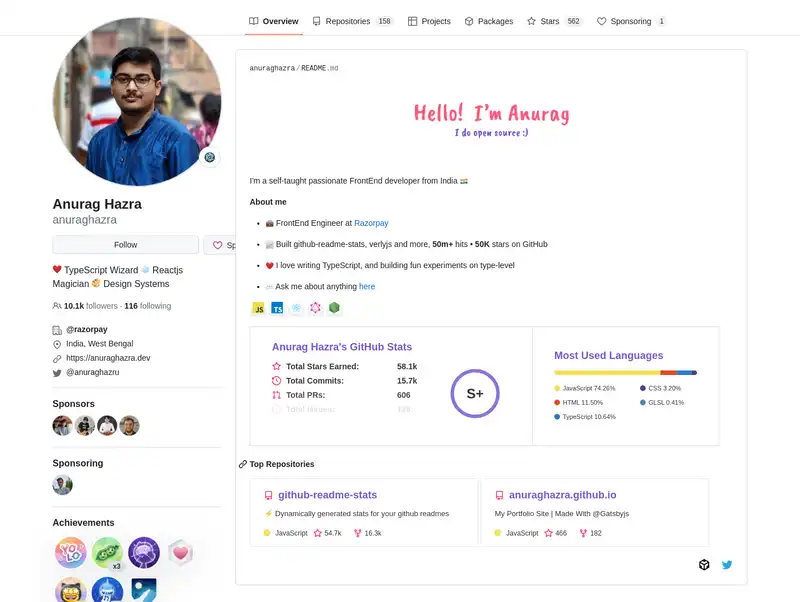 Overview
Repositories 158
Projects
Packages
Stars 562
Sponsoring 1
Anurag Hazra
anuraghazra
Follow
Sp
❤️ TypeScript Wizard ⚛️ Reactjs
Magician 🎨 Design Systems
10.1k followers · 116 following
@razorpay
India, West Bengal
https://anuraghazra.dev
@anuraghazru
Sponsors
Sponsoring
Achievements
YOLO
x3
anuraghazra/README.md
Hello! I'm Anurag
I do open source :)
I'm a self-taught passionate FrontEnd developer from India 🇮🇳
About me
• 💼 FrontEnd Engineer at Razorpay
• 📈 Built github-readme-stats, verlyjs and more, 50m+ hits • 50K stars on GitHub
• ❤️ I love writing TypeScript, and building fun experiments on type-level
• 💬 Ask me about anything here
JS TS
Anurag Hazra's GitHub Stats
Total Stars Earned: 58.1k
Total Commits: 15.7k
Total PRs: 606
S+
Most Used Languages
JavaScript 74.26%
CSS 3.20%
HTML 11.50%
GLSL 0.41%
TypeScript 10.64%
Top Repositories
github-readme-stats
⚡ Dynamically generated stats for your github readmes
JavaScript 54.7k 16.3k
anuraghazra.github.io
My Portfolio Site | Made With @Gatsbyjs
JavaScript 466 182